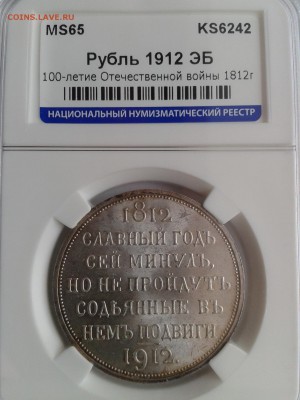 COINS.LAVE.RU
MS65 KS6242
Рубль 1912 ЭБ
100-летие Отечественной войны 1812г
НАЦИОНАЛЬНЫЙ НУМИЗМАТИЧЕСКИЙ РЕЕСТР
1812
СЛАВНЫЙ ГОДЪ
СЕЙ МИНУЛЪ,
НО НЕ ПРОЙДУТЪ
СОДѢЯННЫЕ ВЪ
НЕМЪ ПОДВИГИ
1912.